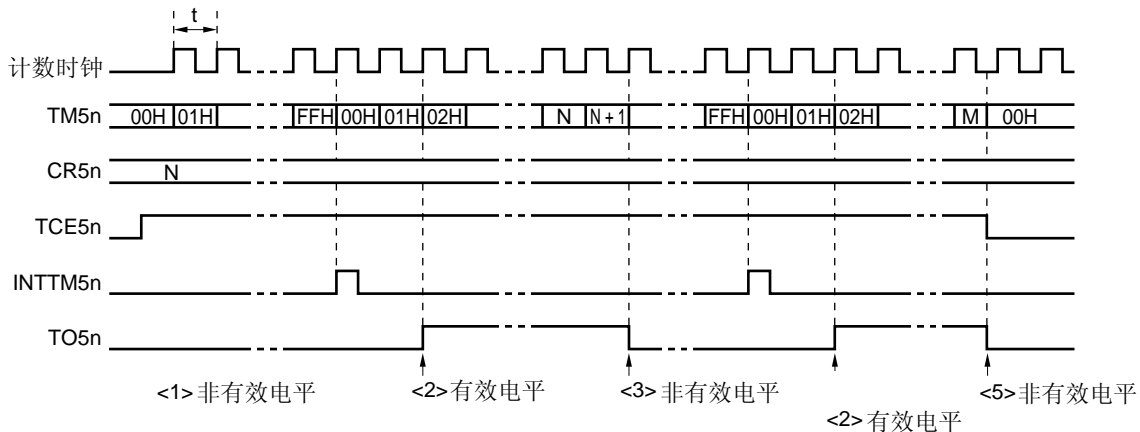 t
计数时钟
TM5n 00H 01H FFH 00H 01H 02H N N + 1 FFH 00H 01H 02H M 00H
CR5n N
TCE5n
INTTM5n
TO5n
<1>非有效电平 <2>有效电平 <3>非有效电平 <5>非有效电平
<2>有效电平